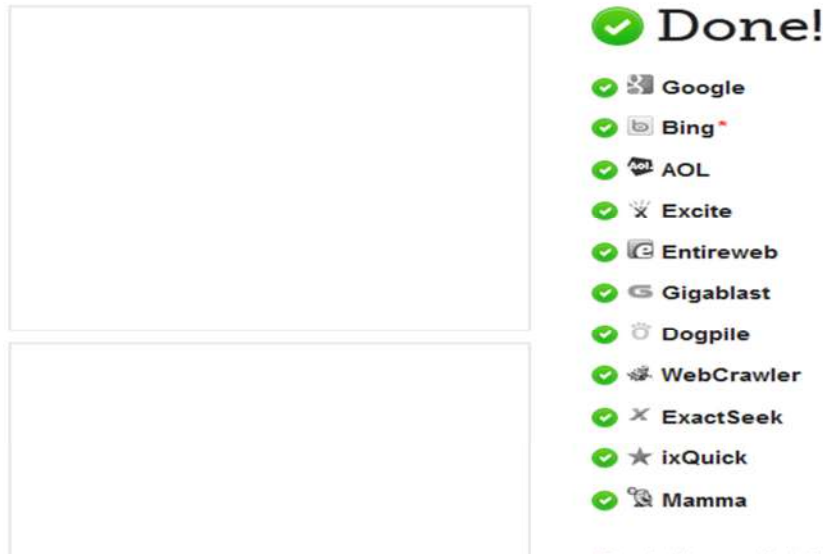 Done!
Google
Bing*
AOL
Excite
Entireweb
Gigablast
Dogpile
WebCrawler
ExactSeek
ixQuick
Mamma